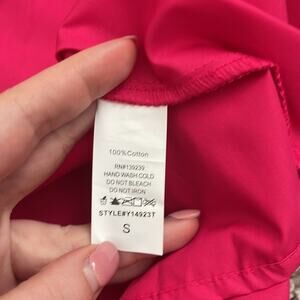 100%Cotton
RN#139239
HAND WASH COLD
DO NOT BLEACH
DO NOT IRON
STYLE#Y14923T
S